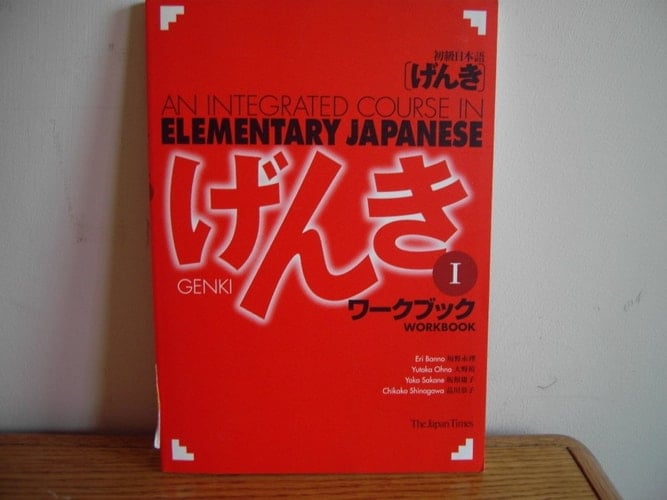 初級日本語
[げんき]
AN INTEGRATED COURSE IN
ELEMENTARY JAPANESE
げんき
GENKI
I
ワークブック
WORKBOOK
Eri Banno 坂野永理
Yutaka Ohno 大野裕
Yoko Sakane 坂根庸子
Chikako Shinagawa 品川恭子
The Japan Times